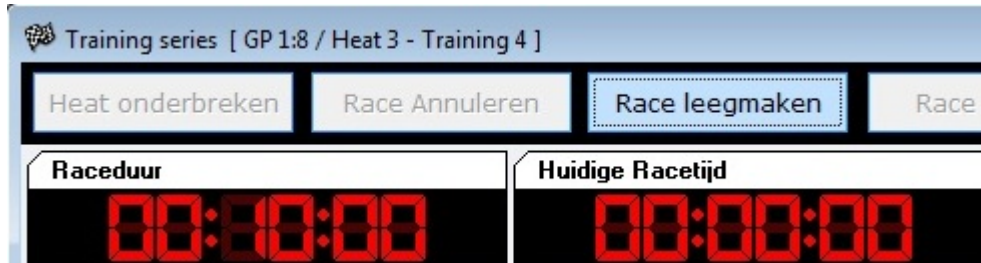 Training series [ GP 1:8 / Heat 3 - Training 4 ]
Heat onderbreken Race Annuleren Race leegmaken Race
Raceduur Huidige Racetijd
00:10:00 00:00:00